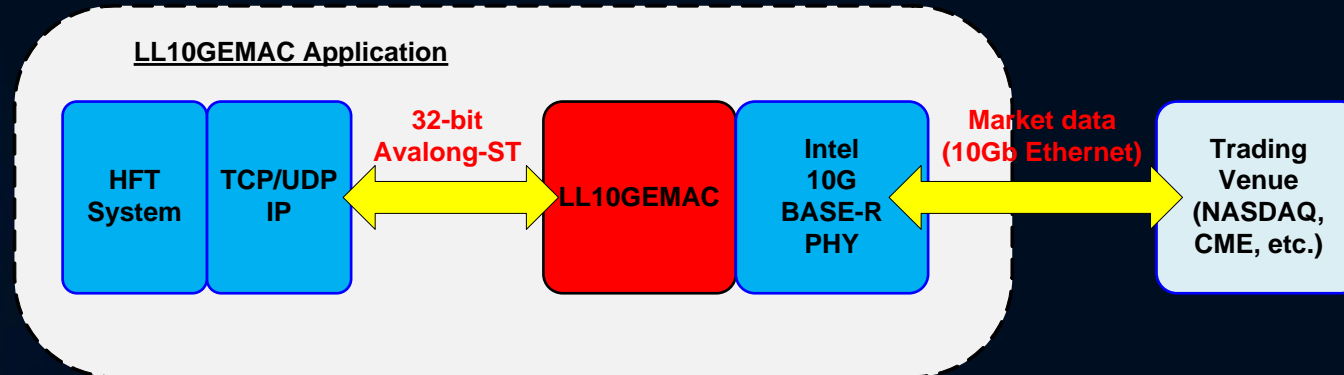 LL10GEMAC Application
HFT
System
TCP/UDP
IP
32-bit
Avalong-ST
LL10GEMAC
Intel
10G
BASE-R
PHY
Market data
(10Gb Ethernet)
Trading
Venue
(NASDAQ,
CME, etc.)